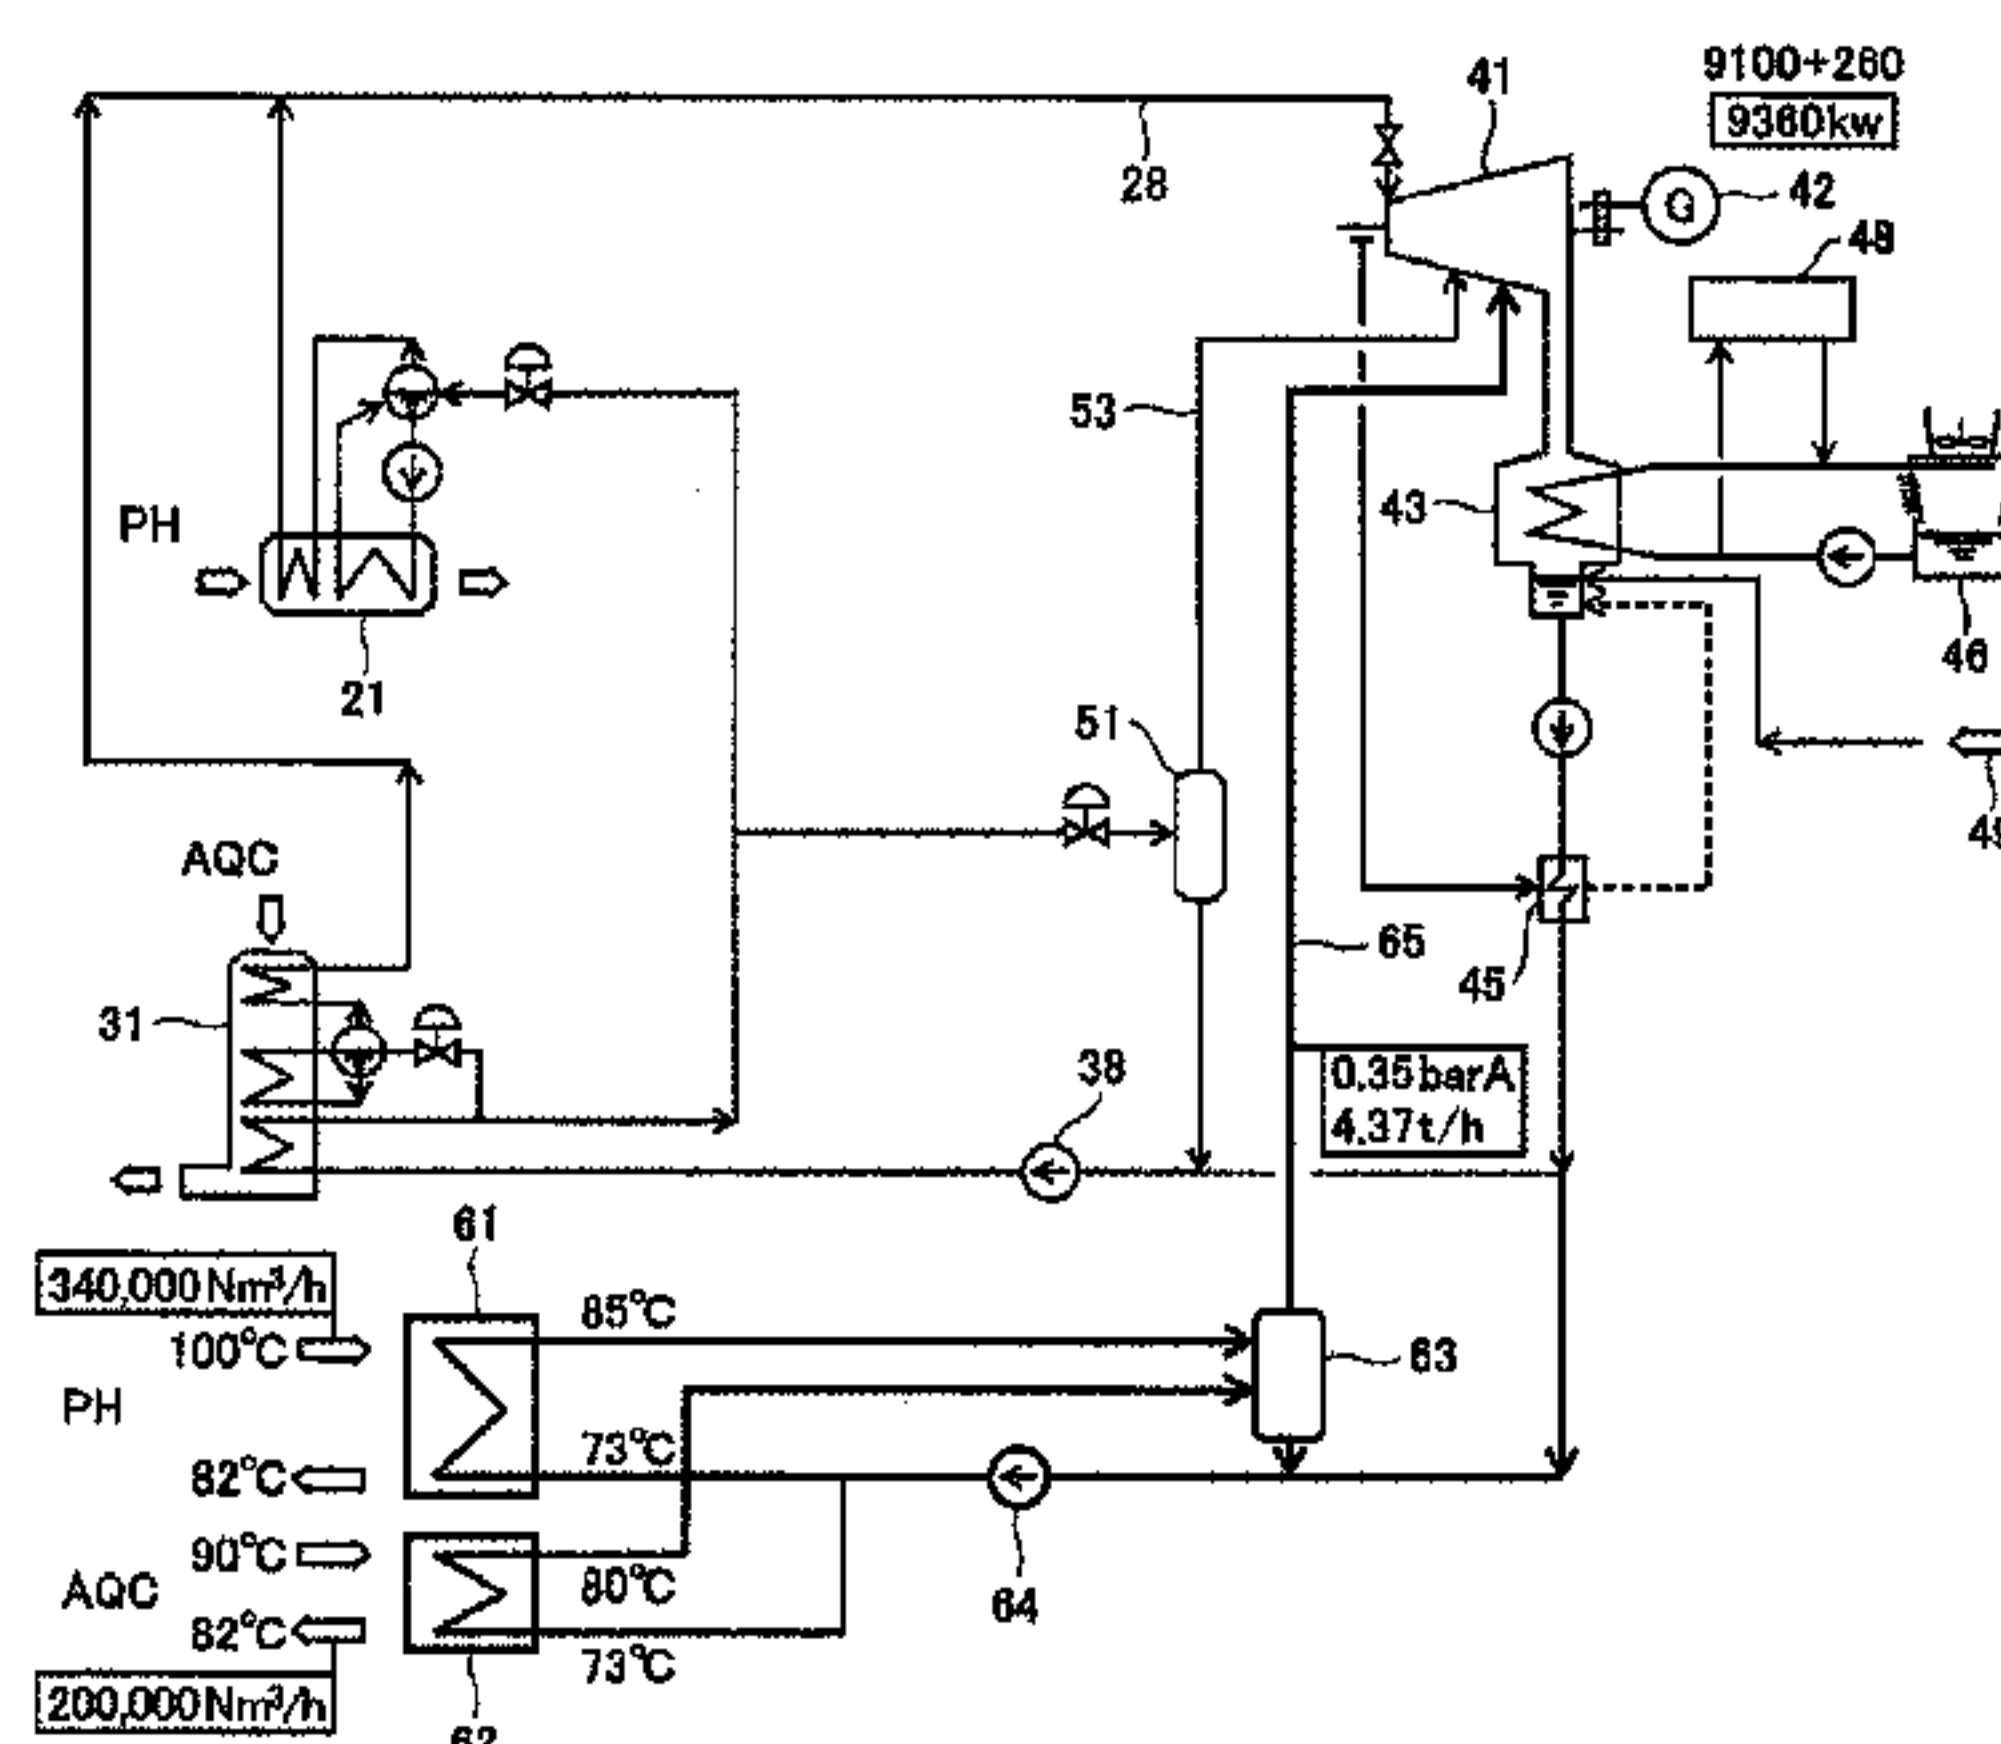 9100+260
9360kw
41
28
42
48
53
PH
43
46
21
51
AQC
65
45
31
38
0.35barA
4.37t/h
61
340,000Nm³/h
85℃
100℃
63
PH
73℃
82℃
90℃
AQC
80℃
64
82℃
73℃
200,000Nm³/h
62